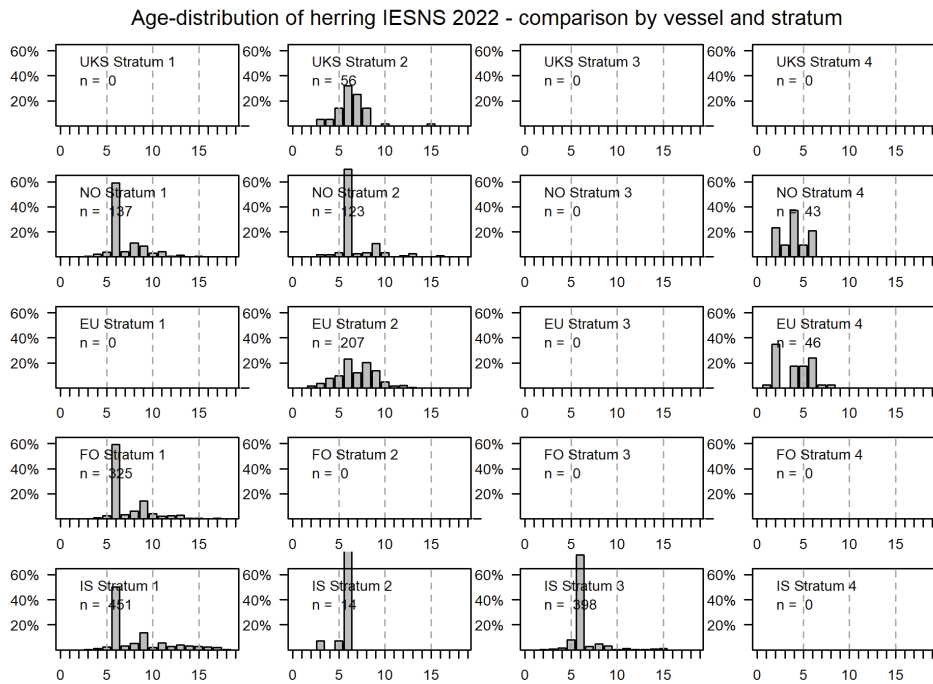 Age-distribution of herring IESNS 2022 - comparison by vessel and stratum
60% 60% 60% 60%
UKS Stratum 1 UKS Stratum 2 UKS Stratum 3 UKS Stratum 4
40% 40% 40% 40%
n = 0 n = 56 n = 0 n = 0
20% 20% 20% 20%
0 5 10 15 0 5 10 15 0 5 10 15 0 5 10 15
60% 60% 60% 60%
NO Stratum 1 NO Stratum 2 NO Stratum 3 NO Stratum 4
40% 40% 40% 40%
n = 137 n = 123 n = 0 n = 43
20% 20% 20% 20%
0 5 10 15 0 5 10 15 0 5 10 15 0 5 10 15
60% 60% 60% 60%
EU Stratum 1 EU Stratum 2 EU Stratum 3 EU Stratum 4
40% 40% 40% 40%
n = 0 n = 207 n = 0 n = 46
20% 20% 20% 20%
0 5 10 15 0 5 10 15 0 5 10 15 0 5 10 15
60% 60% 60% 60%
FO Stratum 1 FO Stratum 2 FO Stratum 3 FO Stratum 4
40% 40% 40% 40%
n = 325 n = 0 n = 0 n = 0
20% 20% 20% 20%
0 5 10 15 0 5 10 15 0 5 10 15 0 5 10 15
60% 60% 60% 60%
IS Stratum 1 IS Stratum 2 IS Stratum 3 IS Stratum 4
40% 40% 40% 40%
n = 451 n = 14 n = 398 n = 0
20% 20% 20% 20%
0 5 10 15 0 5 10 15 0 5 10 15 0 5 10 15